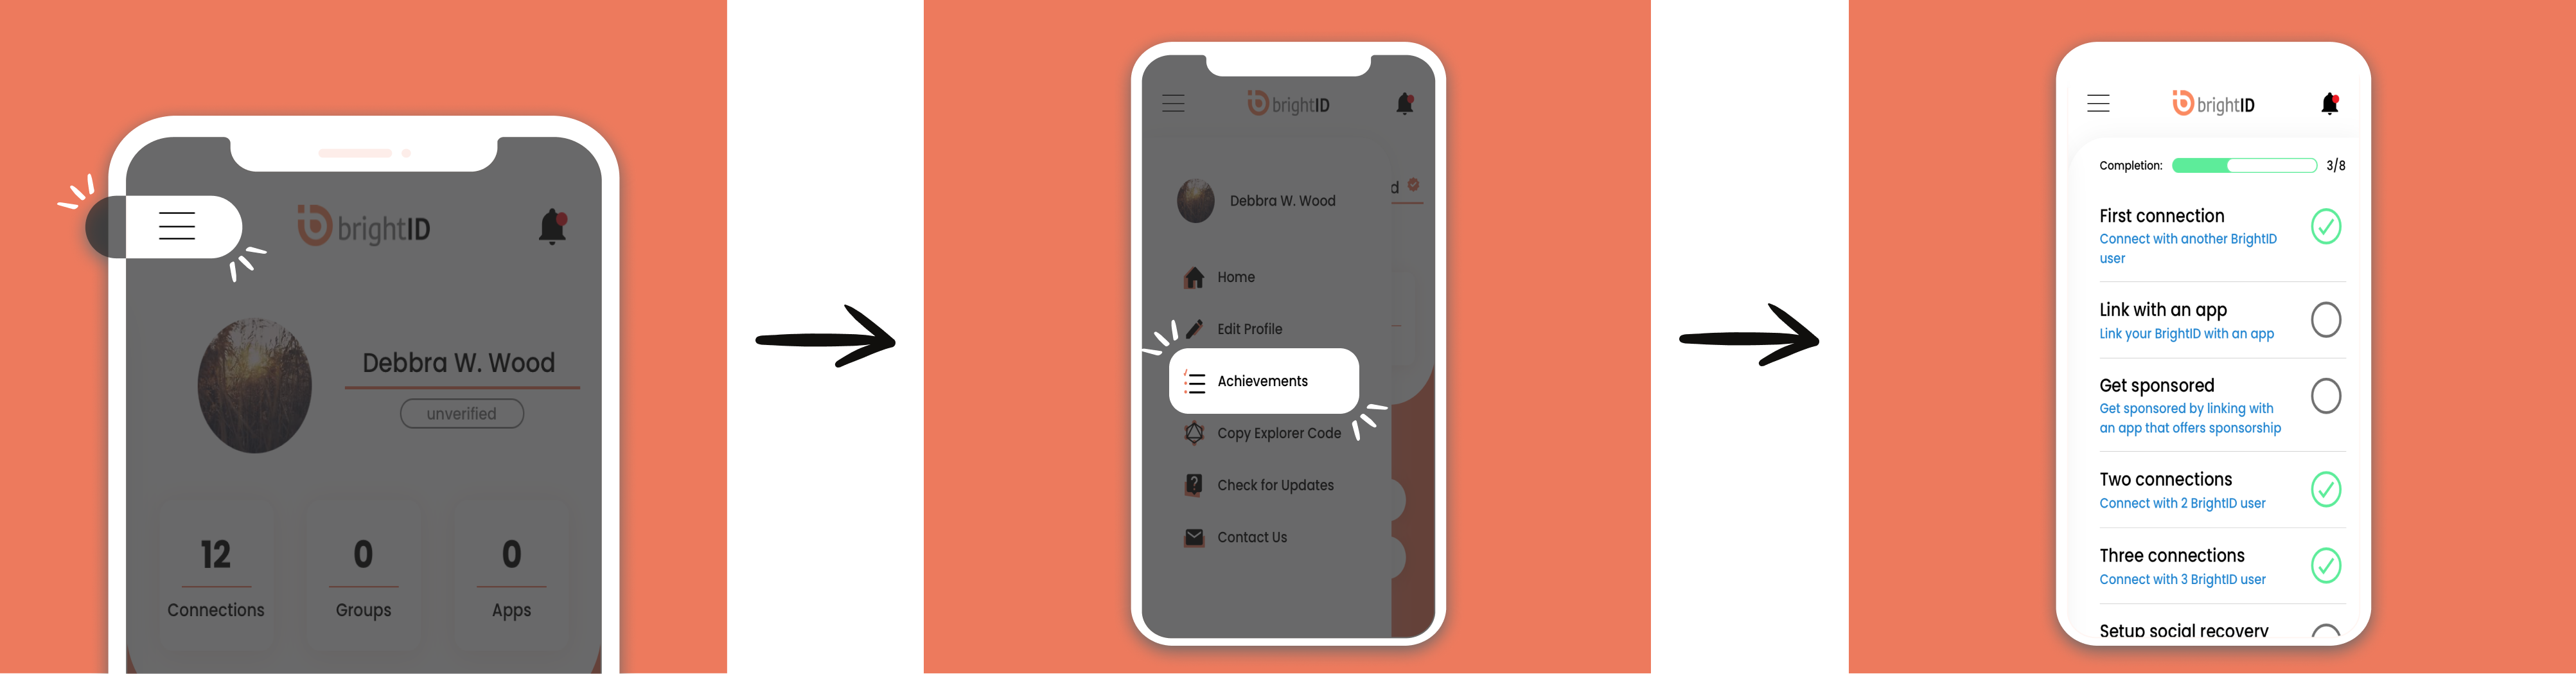 brightID
Debbra W. Wood
unverified
12
0
0
Connections
Groups
Apps
brightID
d
Debbra W. Wood
Home
Edit Profile
Achievements
Copy Explorer Code
Check for Updates
Contact Us
brightID
Completion: 3/8
First connection
Connect with another BrightID
user
Link with an app
Link your BrightID with an app
Get sponsored
Get sponsored by linking with
an app that offers sponsorship
Two connections
Connect with 2 BrightID user
Three connections
Connect with 3 BrightID user
Setup social recovery